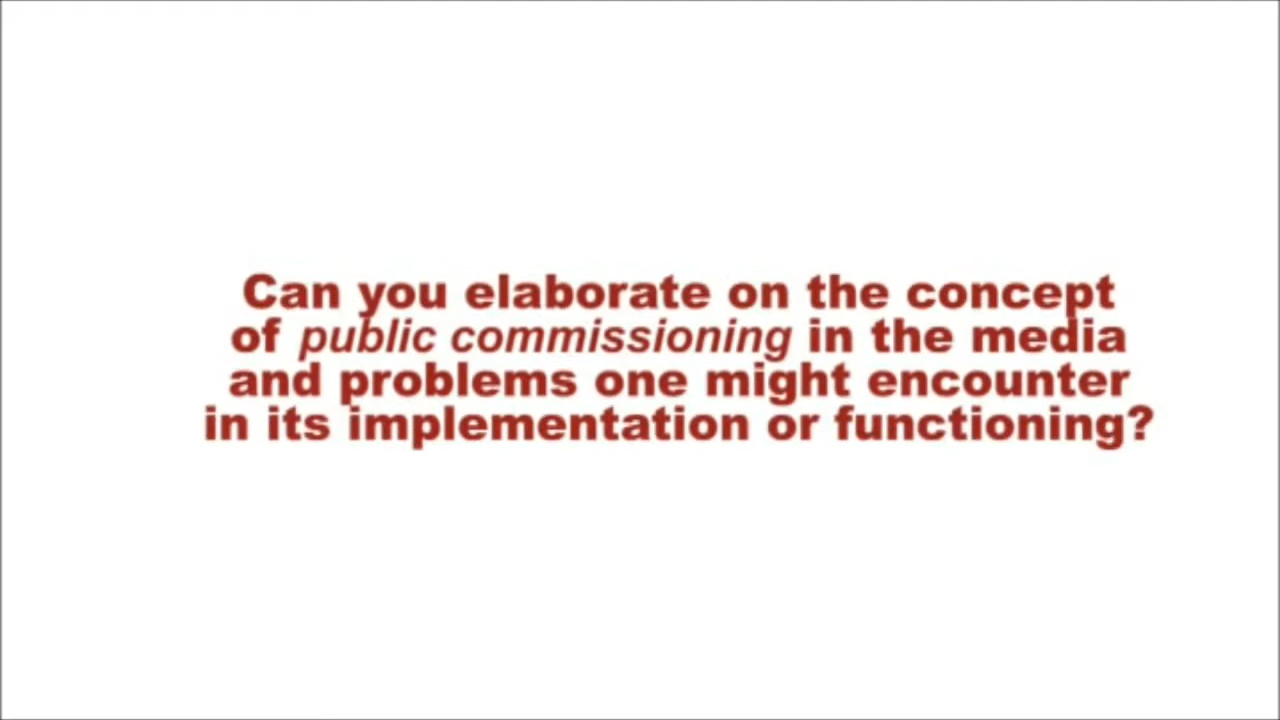 Can you elaborate on the concept
of public commissioning in the media
and problems one might encounter
in its implementation or functioning?